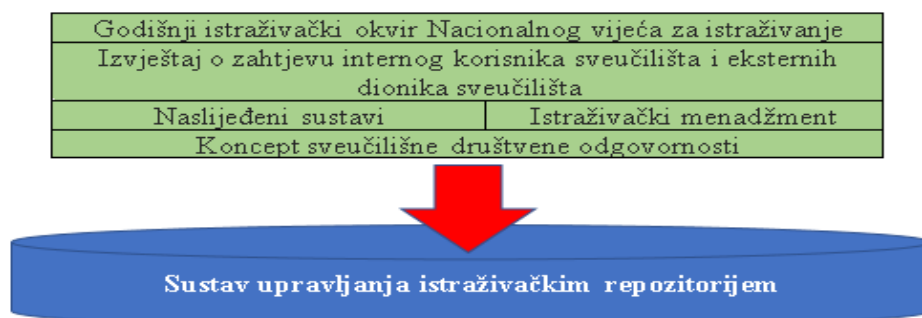 Godišnji istraživački okvir Nacionalnog vijeća za istraživanje
Izvještaj o zahtjevu internog korisnika sveučilišta i eksternih
dionika sveučilišta
Naslijeđeni sustavi
Istraživački menadžment
Koncept sveučilišne društvene odgovornosti
Sustav upravljanja istraživačkim repozitorijem